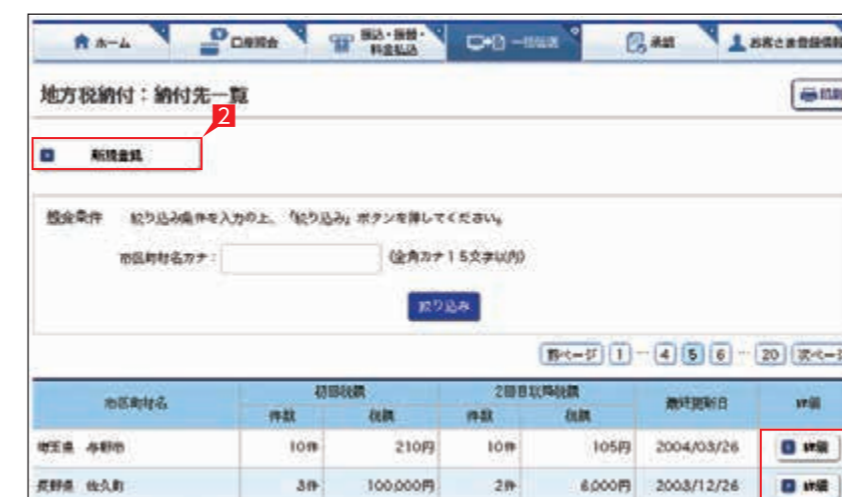 ホーム 口座照会 振込・振替・料金払込 一括伝送 承認 お客さま登録情報
地方税納付：納付先一覧
印刷
2
新規登録
照会条件 絞り込み条件を入力の上、「絞り込み」ボタンを押してください。
市区町村名カナ： (全角カナ15文字以内)
絞り込み
前ページ 1 … 4 5 6 … 20 次ページ
市区町村名 初回税額 2回目以降税額 最終更新日 詳細
件数 税額 件数 税額
埼玉県 与野市 10件 210円 10件 105円 2004/03/26 詳細
長野県 佐久町 3件 100,000円 2件 6,000円 2003/12/26 詳細